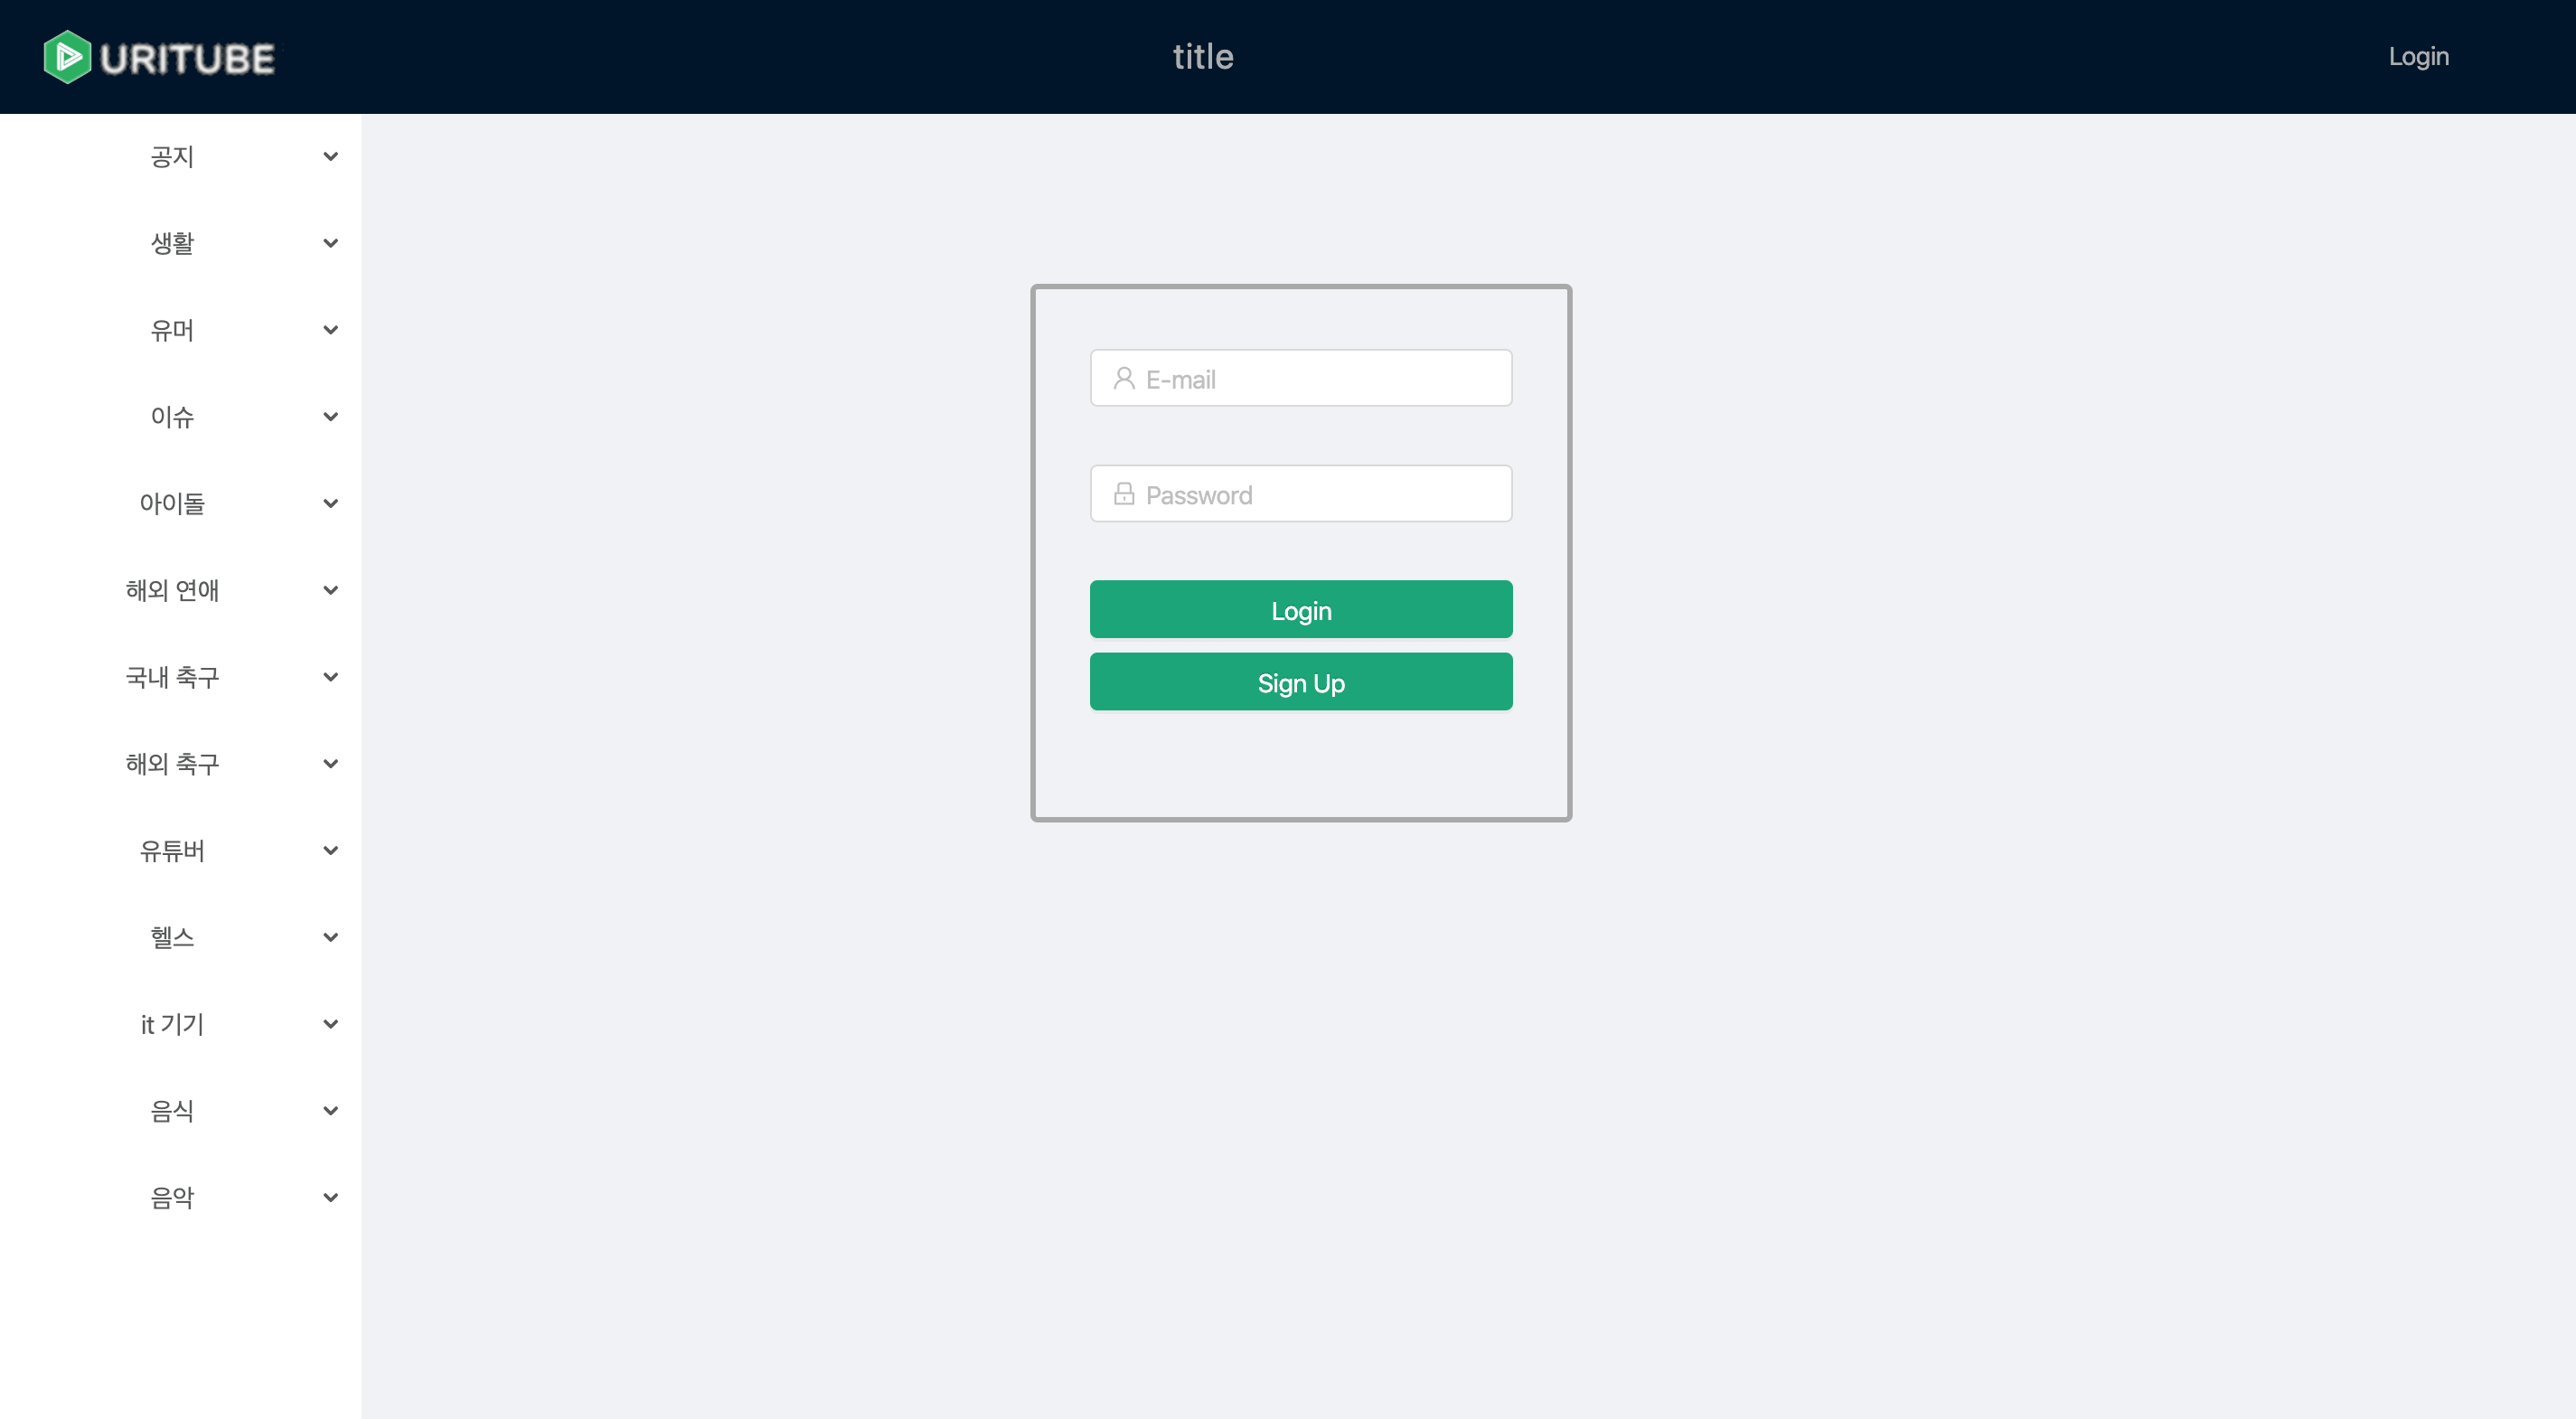 URITUBE
title
Login
공지
생활
유머
이슈
아이돌
해외 연애
국내 축구
해외 축구
유튜버
헬스
it 기기
음식
음악
E-mail
Password
Login
Sign Up